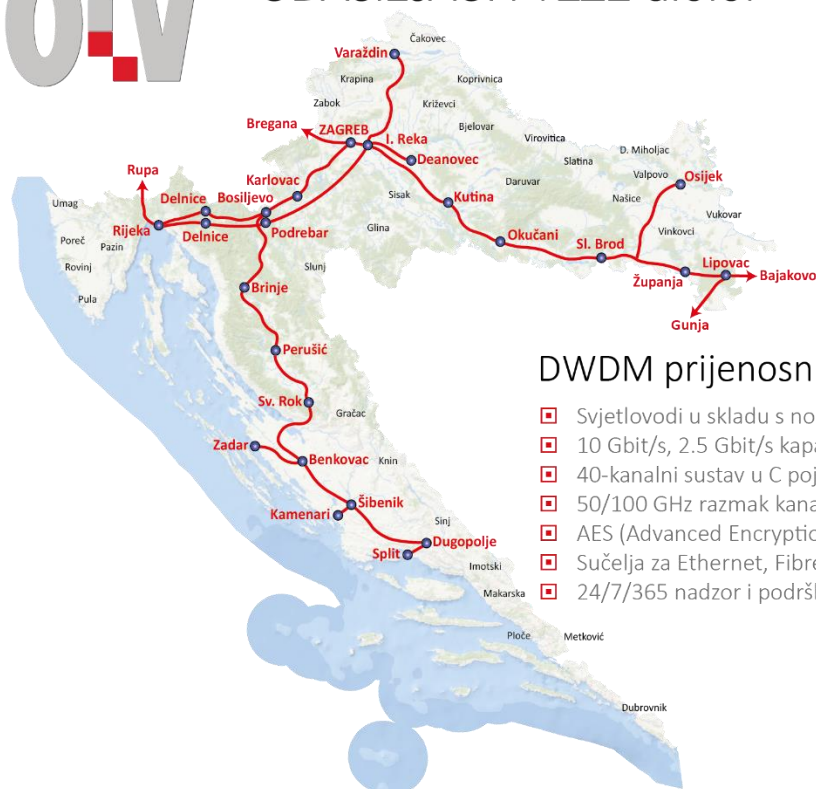 OIV
Čakovec
Varaždin
Krapina
Koprivnica
Zabok
Križevci
Bregana
ZAGREB
I. Reka
Bjelovar
Virovitica
Deanovec
D. Miholjac
Slatina
Valpovo
Osijek
Rupa
Karlovac
Delnice
Bosiljevo
Sisak
Daruvar
Kutina
Našice
Umag
Vukovar
Rijeka
Delnice
Podrebar
Glina
Okučani
Sl. Brod
Vinkovci
Poreč
Pazin
Lipovac
Rovinj
Slunj
Županja
Bajakovo
Pula
Brinje
Gunja
Perušić
DWDM prijenosn
Sv. Rok
Gračac
Svjetlovodi u skladu s no
Zadar
Benkovac
Knin
10 Gbit/s, 2.5 Gbit/s kapa
40-kanalni sustav u C poj
Šibenik
Kamenari
50/100 GHz razmak kana
Sinj
AES (Advanced Encryptio
Dugopolje
Split
Sučelja za Ethernet, Fibre
Imotski
24/7/365 nadzor i podršk
Makarska
Ploče
Metković
Dubrovnik